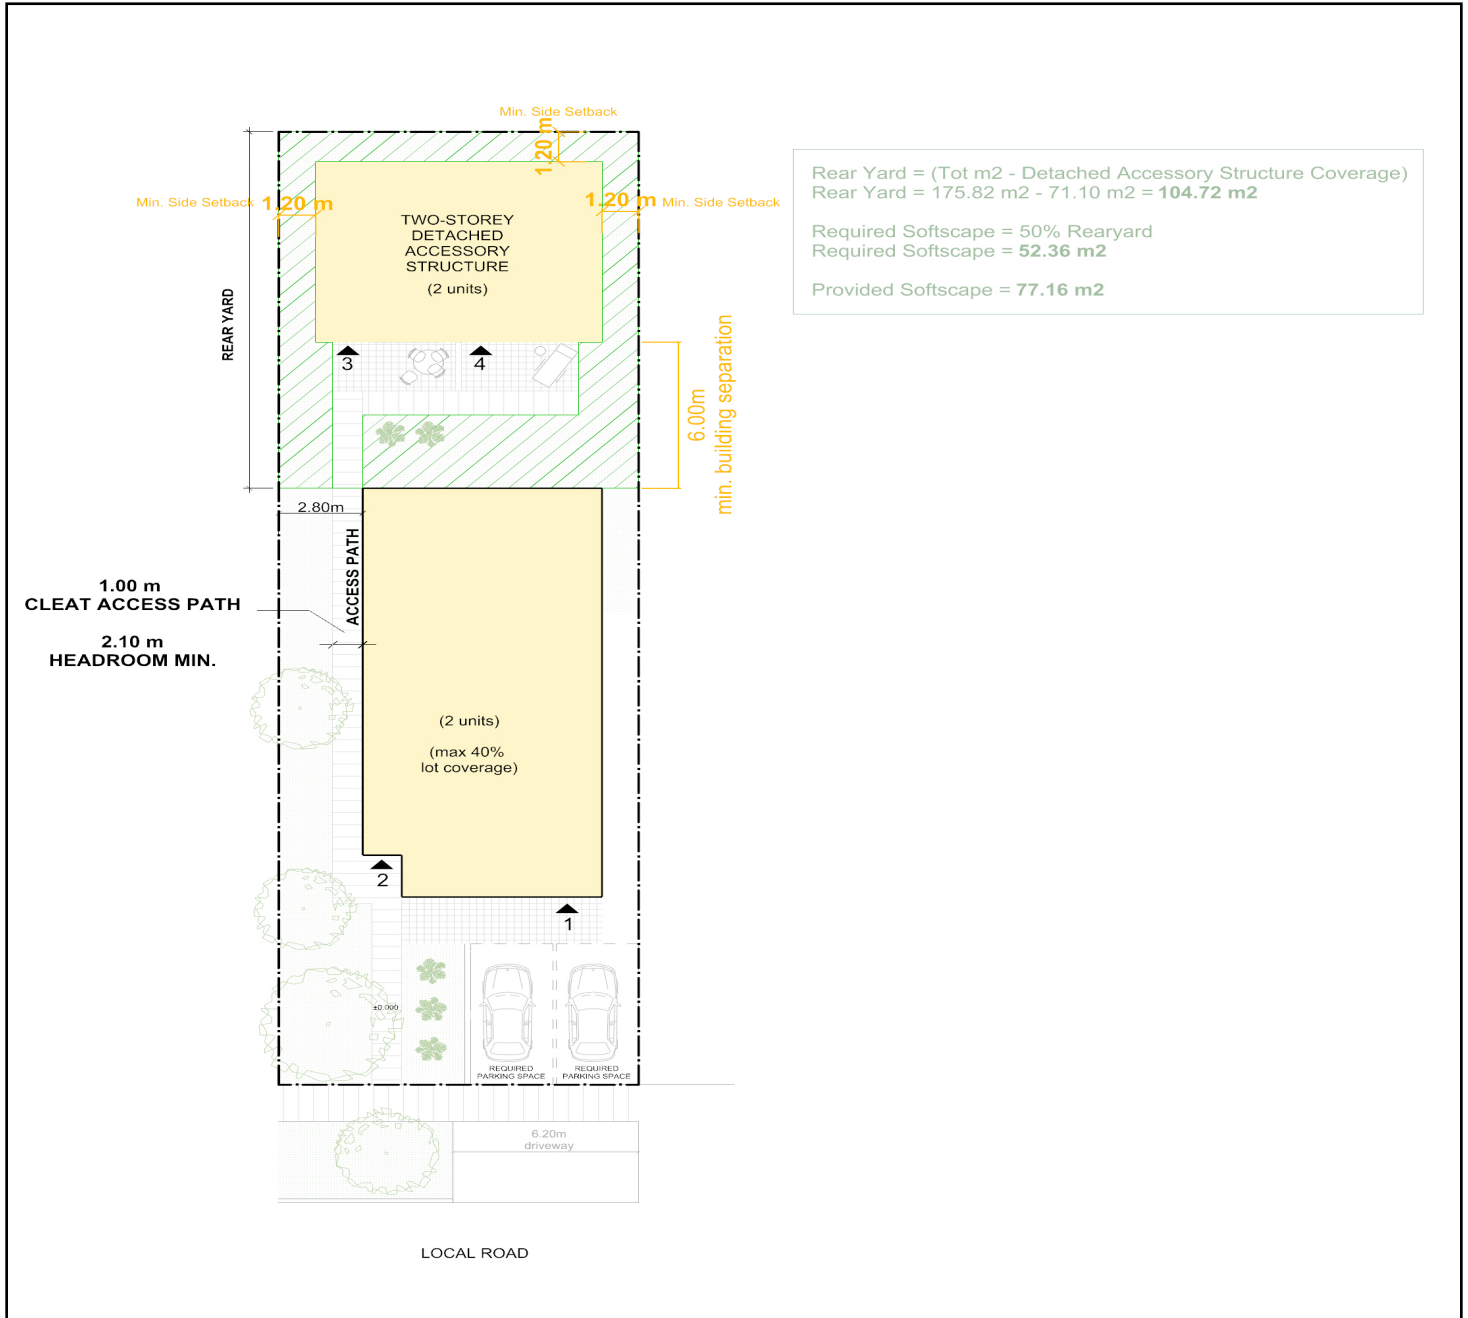 Min. Side Setback
1.20 m
Rear Yard = (Tot m2 - Detached Accessory Structure Coverage)
Rear Yard = 175.82 m2 - 71.10 m2 = 104.72 m2
Required Softscape = 50% Rearyard
Required Softscape = 52.36 m2
Provided Softscape = 77.16 m2
Min. Side Setback 1.20 m
1.20 m Min. Side Setback
TWO-STOREY
DETACHED
ACCESSORY
STRUCTURE
(2 units)
REAR YARD
3
4
6.00m
min. building separation
2.80m
ACCESS PATH
1.00 m
CLEAT ACCESS PATH
2.10 m
HEADROOM MIN.
(2 units)
(max 40%
lot coverage)
2
1
±0.000
REQUIRED
PARKING SPACE
REQUIRED
PARKING SPACE
6.20m
driveway
LOCAL ROAD